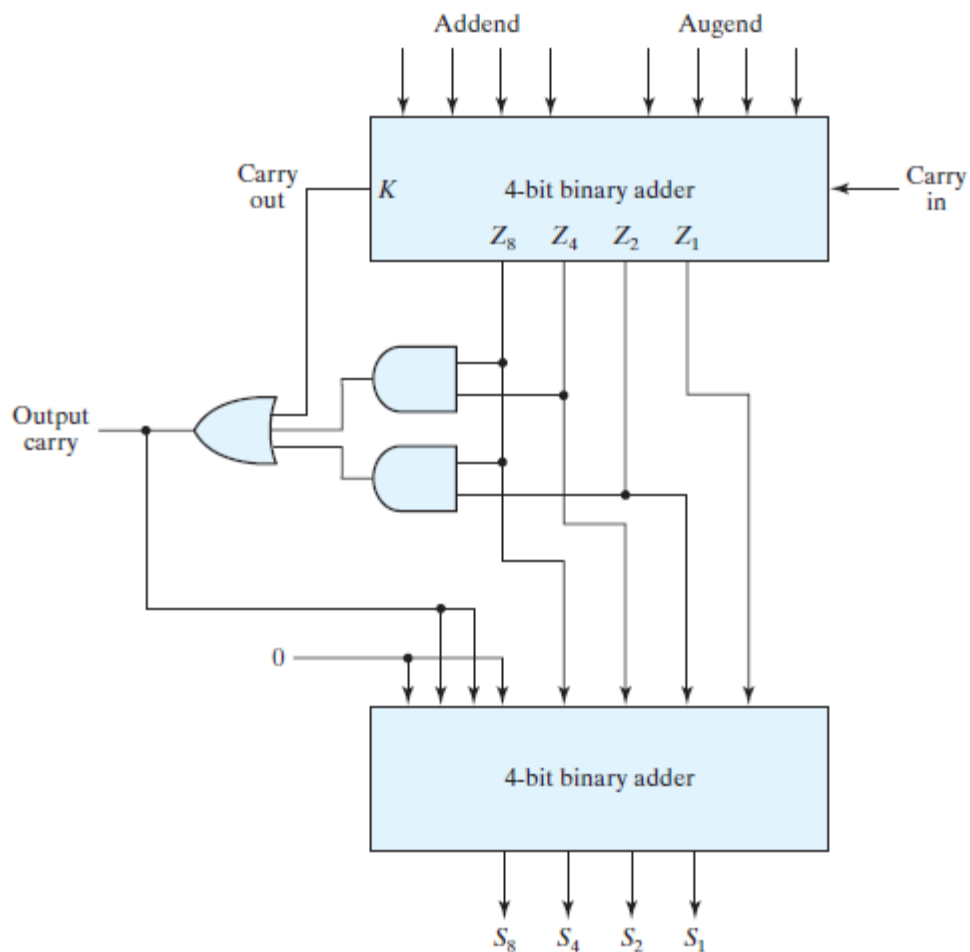 Addend
Augend
Carry
out
K
4-bit binary adder
Carry
in
Z8 Z4 Z2 Z1
Output
carry
0
4-bit binary adder
S8 S4 S2 S1